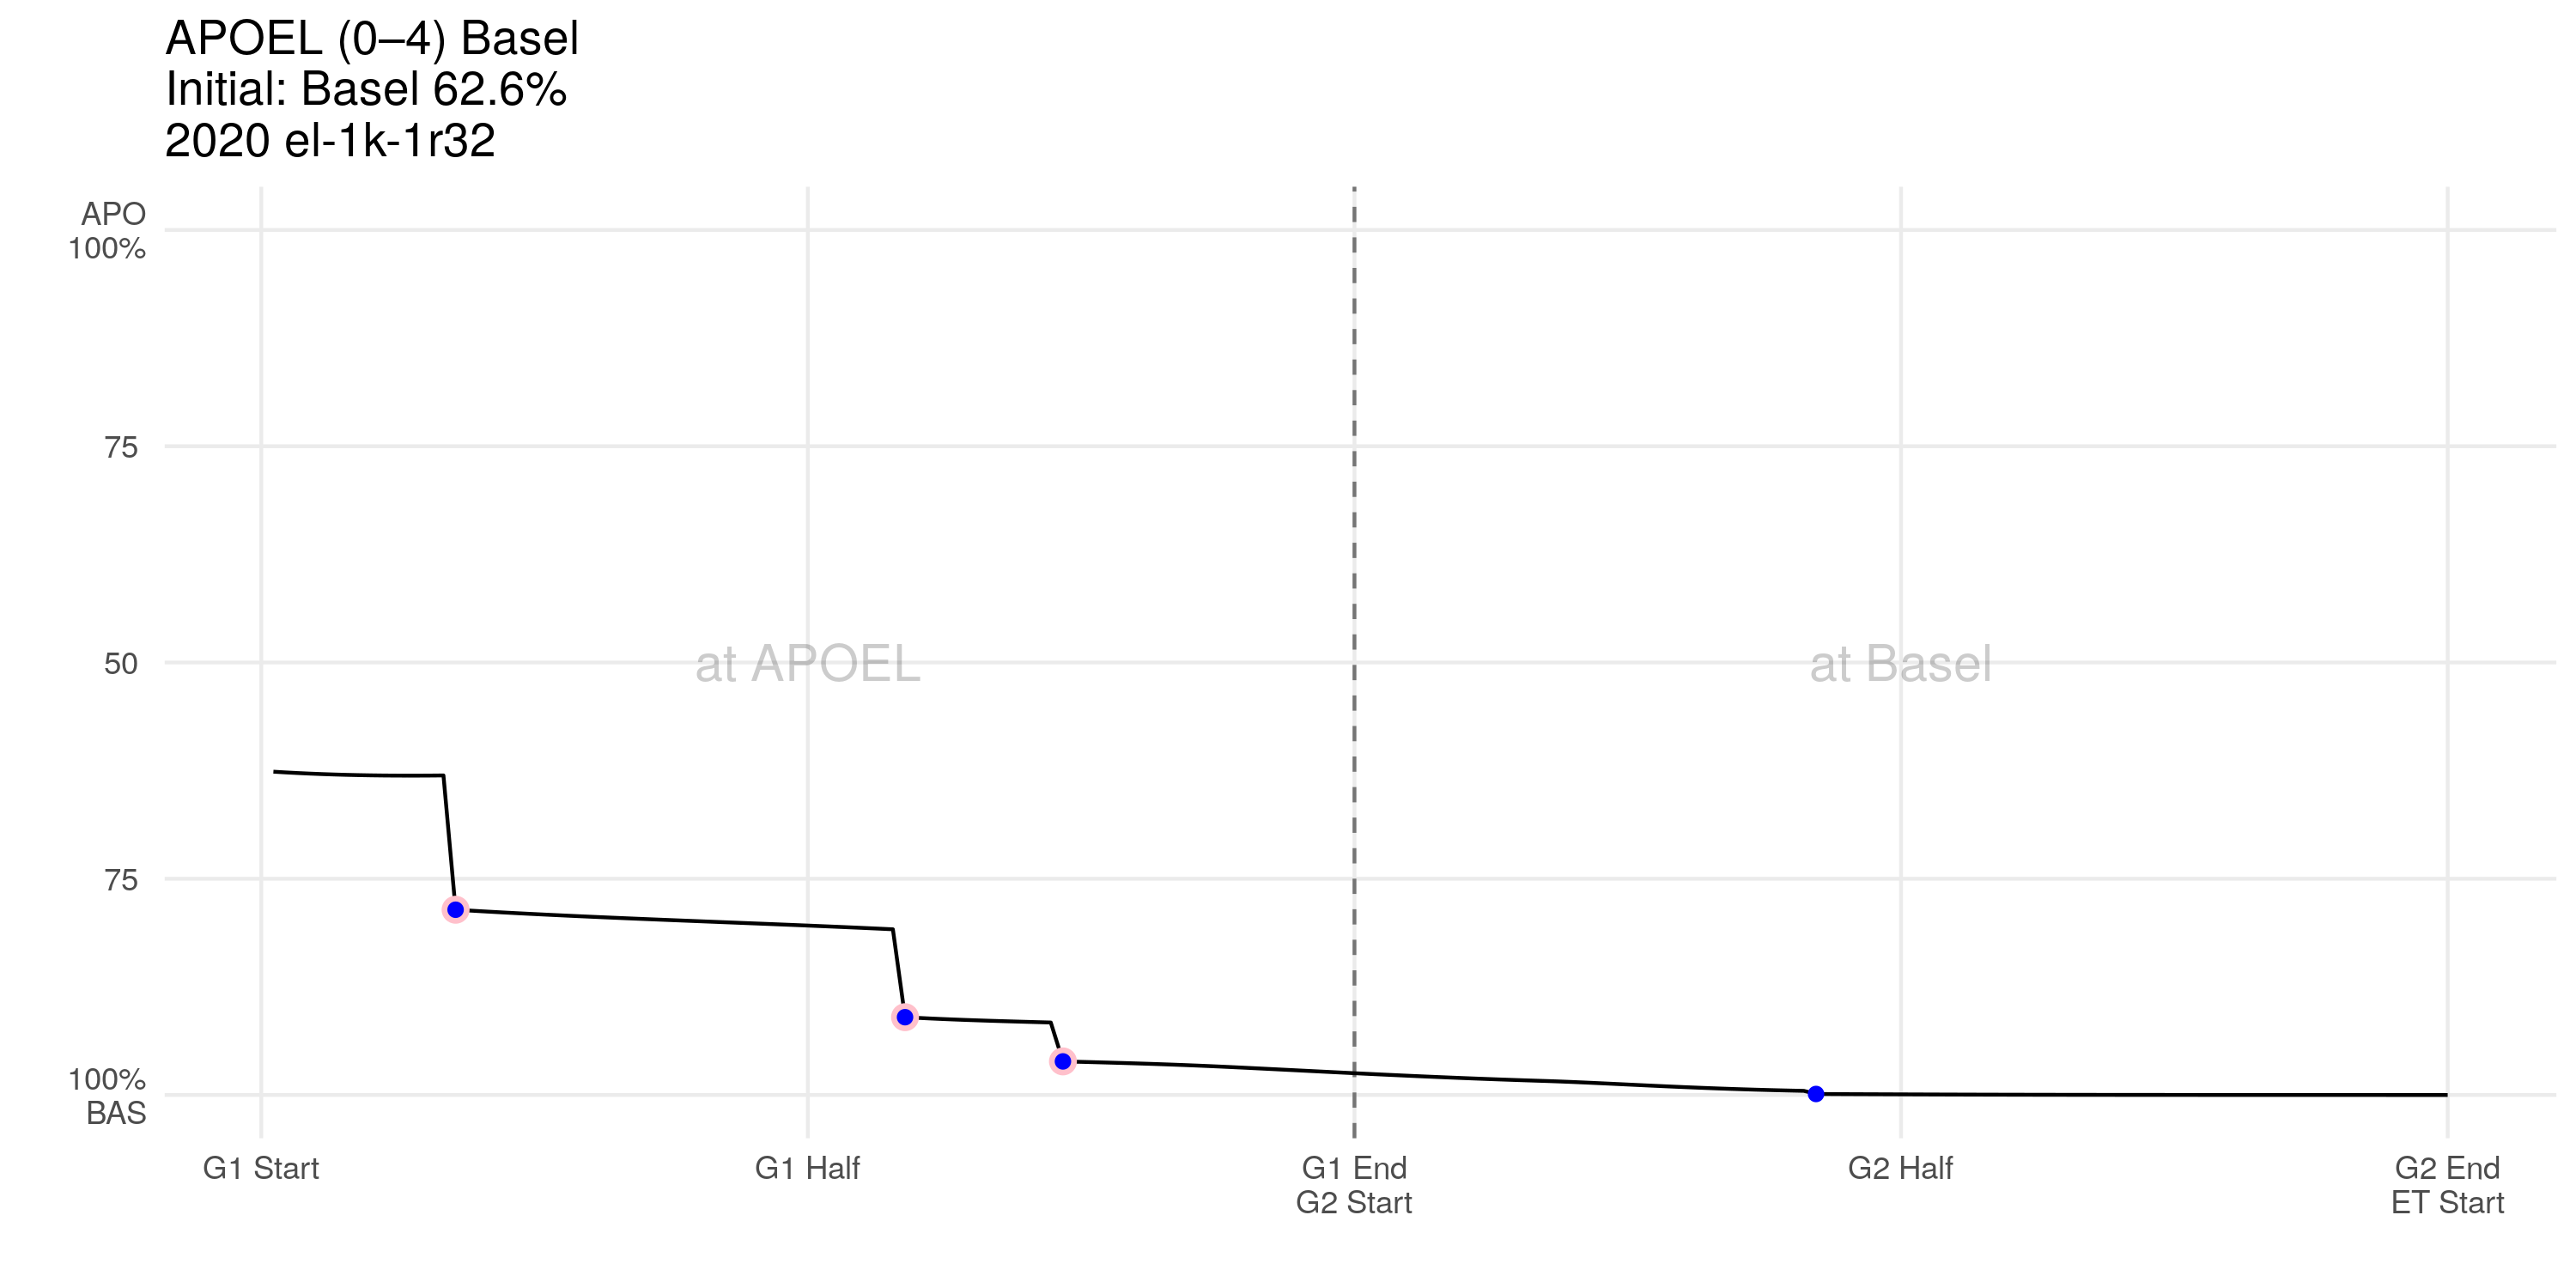 APOEL (0–4) Basel
Initial: Basel 62.6%
2020 el-1k-1r32
APO
100%
75
50
75
100%
BAS
at APOEL
at Basel
G1 Start
G1 Half
G1 End
G2 Start
G2 Half
G2 End
ET Start